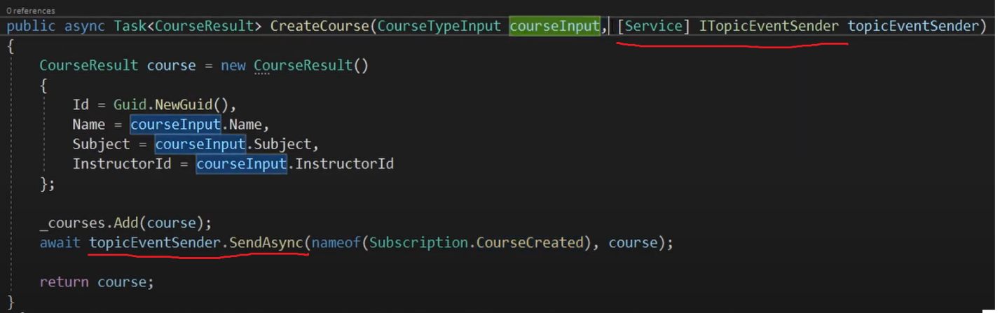 0 references
public async Task<CourseResult> CreateCourse(CourseTypeInput courseInput, [Service] ITopicEventSender topicEventSender)
{
CourseResult course = new CourseResult()
{
Id = Guid.NewGuid(),
Name = courseInput.Name,
Subject = courseInput.Subject,
InstructorId = courseInput.InstructorId
};
_courses.Add(course);
await topicEventSender.SendAsync(nameof(Subscription.CourseCreated), course);
return course;
}